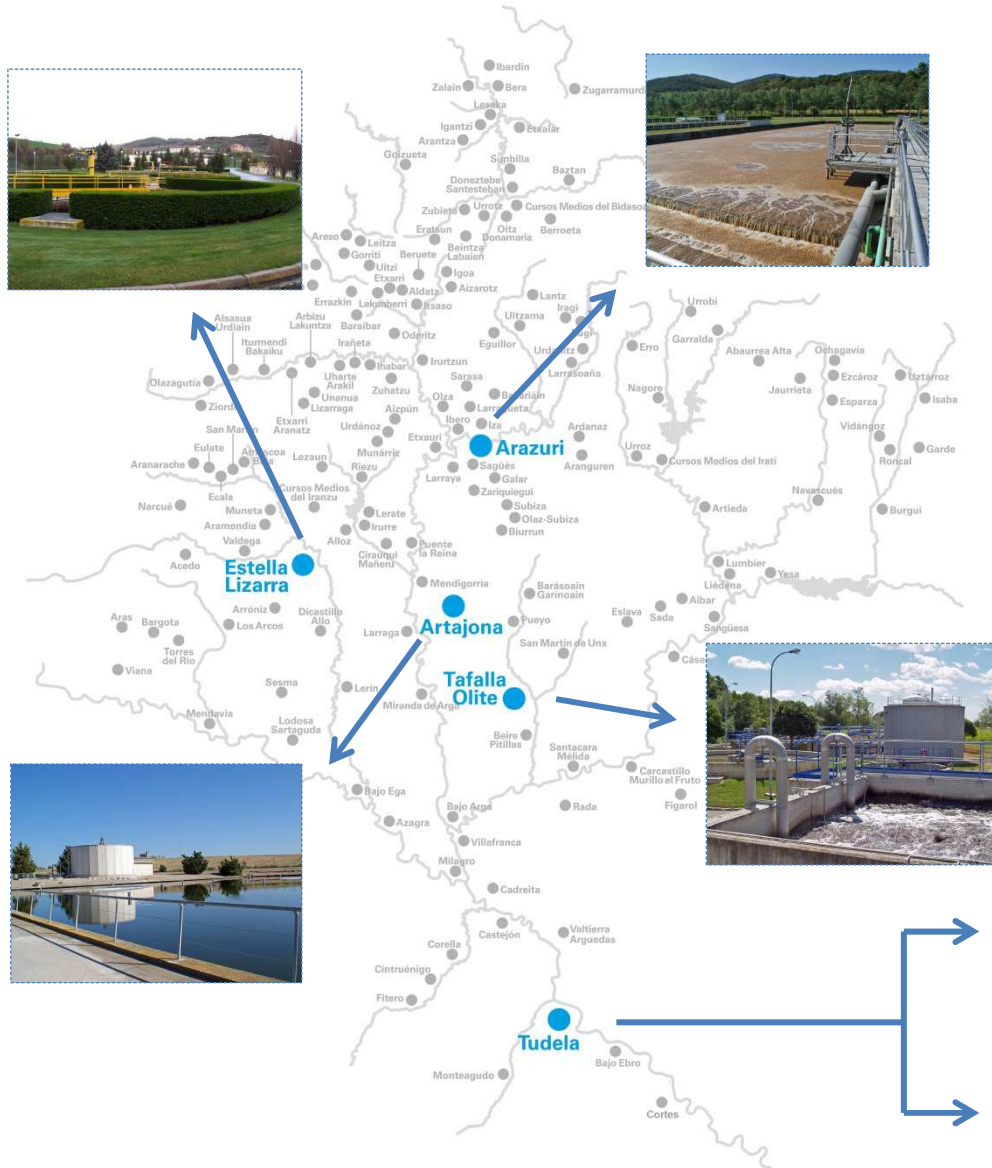 Ibardin
Zalain
Bera
Zugarramurdi
Lesaka
Igantzi
Etxalar
Arantza
Goizueta
Sunbilla
Baztan
Doneztebe
Santesteban
Zubieta
Urrotz
Cursos Medios del Bidasoa
Eratsun
Oitz
Donamaria
Berroeta
Areso
Leitza
Beintza
Labaien
Gorriti
Beruete
Uitzi
Igoa
Etxarri
Aldatz
Aizarotz
Errazkin
Lekunberri
Itsaso
Lantz
Iragi
Urrobi
Alsasua
Urdiain
Arbizu
Lakuntza
Baraibar
Ultzama
Iturmendi
Bakaiku
Irañeta
Oderitz
Eguillor
Urdanitz
Erro
Garralda
Abaurrea Alta
Ochagavía
Olazagutía
Uharte
Arakil
Ihabar
Irurtzun
Larrasoaña
Jaurrieta
Ezcároz
Uztárroz
Zuhatzu
Sarasa
Nagore
Esparza
Isaba
Ziordia
Unanua
Lizarraga
Olza
Larragueta
Etxarri
Aranatz
Aizpún
Urdánoz
Ibero
Iza
Ardanaz
Vidángoz
San Martín
Munárriz
Etxauri
Arazuri
Urroz
Eulate
Lezaun
Aranguren
Roncal
Garde
Aranarache
Riezu
Larraya
Sagüés
Cursos Medios del Irati
Ecala
Cursos Medios
del Iranzu
Galar
Zariquiegui
Navascués
Narcué
Muneta
Lerate
Subiza
Artieda
Burgui
Aramendía
Irurre
Olaz-Subiza
Valdega
Alloz
Biurrun
Acedo
Cirauqui
Mañeru
Puente
la Reina
Lumbier
Yesa
Estella
Lizarra
Liédena
Mendigorria
Barásoain
Garinoain
Aibar
Arróniz
Dicastillo
Allo
Artajona
Pueyo
Eslava
Sada
Sangüesa
Aras
Bargota
Los Arcos
Larraga
San Martín de Unx
Torres
del Río
Viana
Tafalla
Olite
Sesma
Lerín
Miranda de Arga
Mendavia
Lodosa
Sartaguda
Beire
Pitillas
Santacara
Mélida
Carcastillo
Murillo el Fruto
Bajo Ega
Figarol
Azagra
Bajo Arga
Rada
Villafranca
Milagro
Cadreita
Castejón
Valtierra
Arguedas
Corella
Cintruénigo
Fitero
Tudela
Bajo Ebro
Monteagudo
Cortes